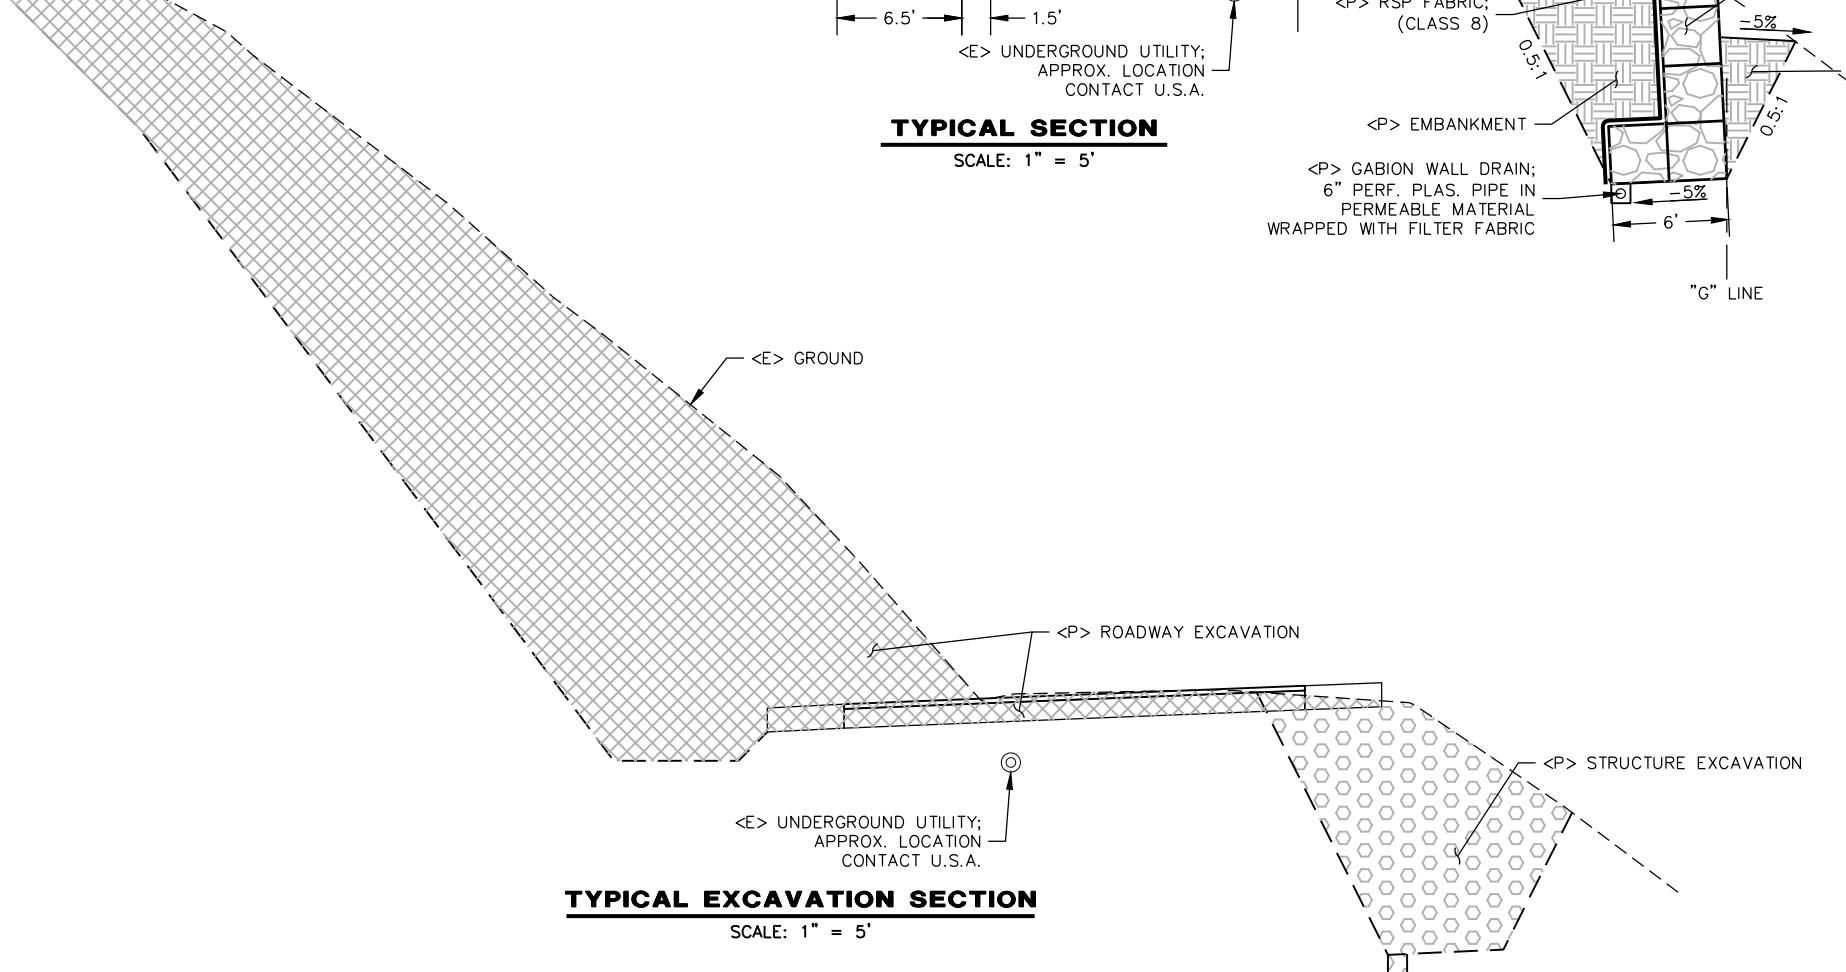 6.5'
1.5'
<E> UNDERGROUND UTILITY;
APPROX. LOCATION
CONTACT U.S.A.
TYPICAL SECTION
SCALE: 1" = 5'
<P> RSP FABRIC;
(CLASS 8)
-5%
0.5:1
0.5:1
<P> EMBANKMENT
<P> GABION WALL DRAIN;
6" PERF. PLAS. PIPE IN
PERMEABLE MATERIAL
WRAPPED WITH FILTER FABRIC
-5%
6'
"G" LINE
<E> GROUND
<P> ROADWAY EXCAVATION
<P> STRUCTURE EXCAVATION
<E> UNDERGROUND UTILITY;
APPROX. LOCATION
CONTACT U.S.A.
TYPICAL EXCAVATION SECTION
SCALE: 1" = 5'